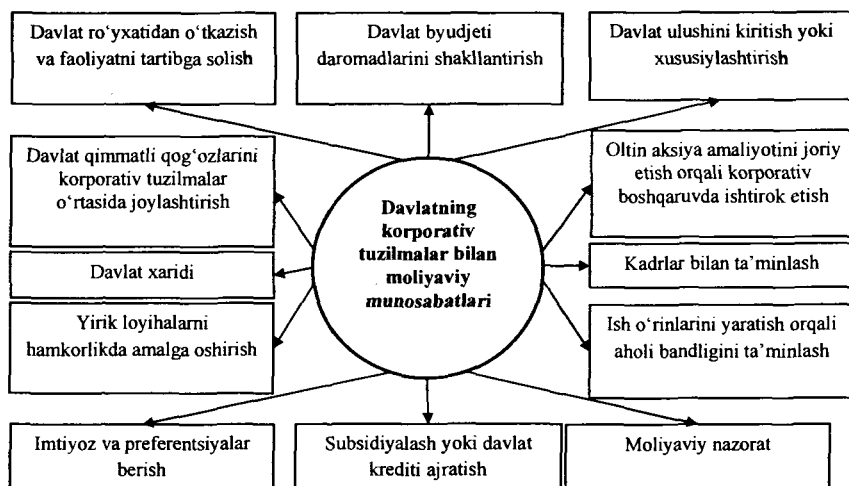 Davlat ro‘yxatidan o‘tkazish
va faoliyatni tartibga solish
Davlat byudjeti
daromadlarini shakllantirish
Davlat ulushini kiritish yoki
xususiylashtirish
Davlat qimmatli qog‘ozlarini
korporativ tuzilmalar
o‘rtasida joylashtirish
Davlatning
korporativ
tuzilmalar bilan
moliyaviy
munosabatlari
Oltin aksiya amaliyotini joriy
etish orqali korporativ
boshqaruvda ishtirok etish
Davlat xaridi
Kadrlar bilan ta’minlash
Yirik loyihalarni
hamkorlikda amalga oshirish
Ish o‘rinlarini yaratish orqali
aholi bandligini ta’minlash
Imtiyoz va preferentsiyalar
berish
Subsidiyalash yoki davlat
krediti ajratish
Moliyaviy nazorat